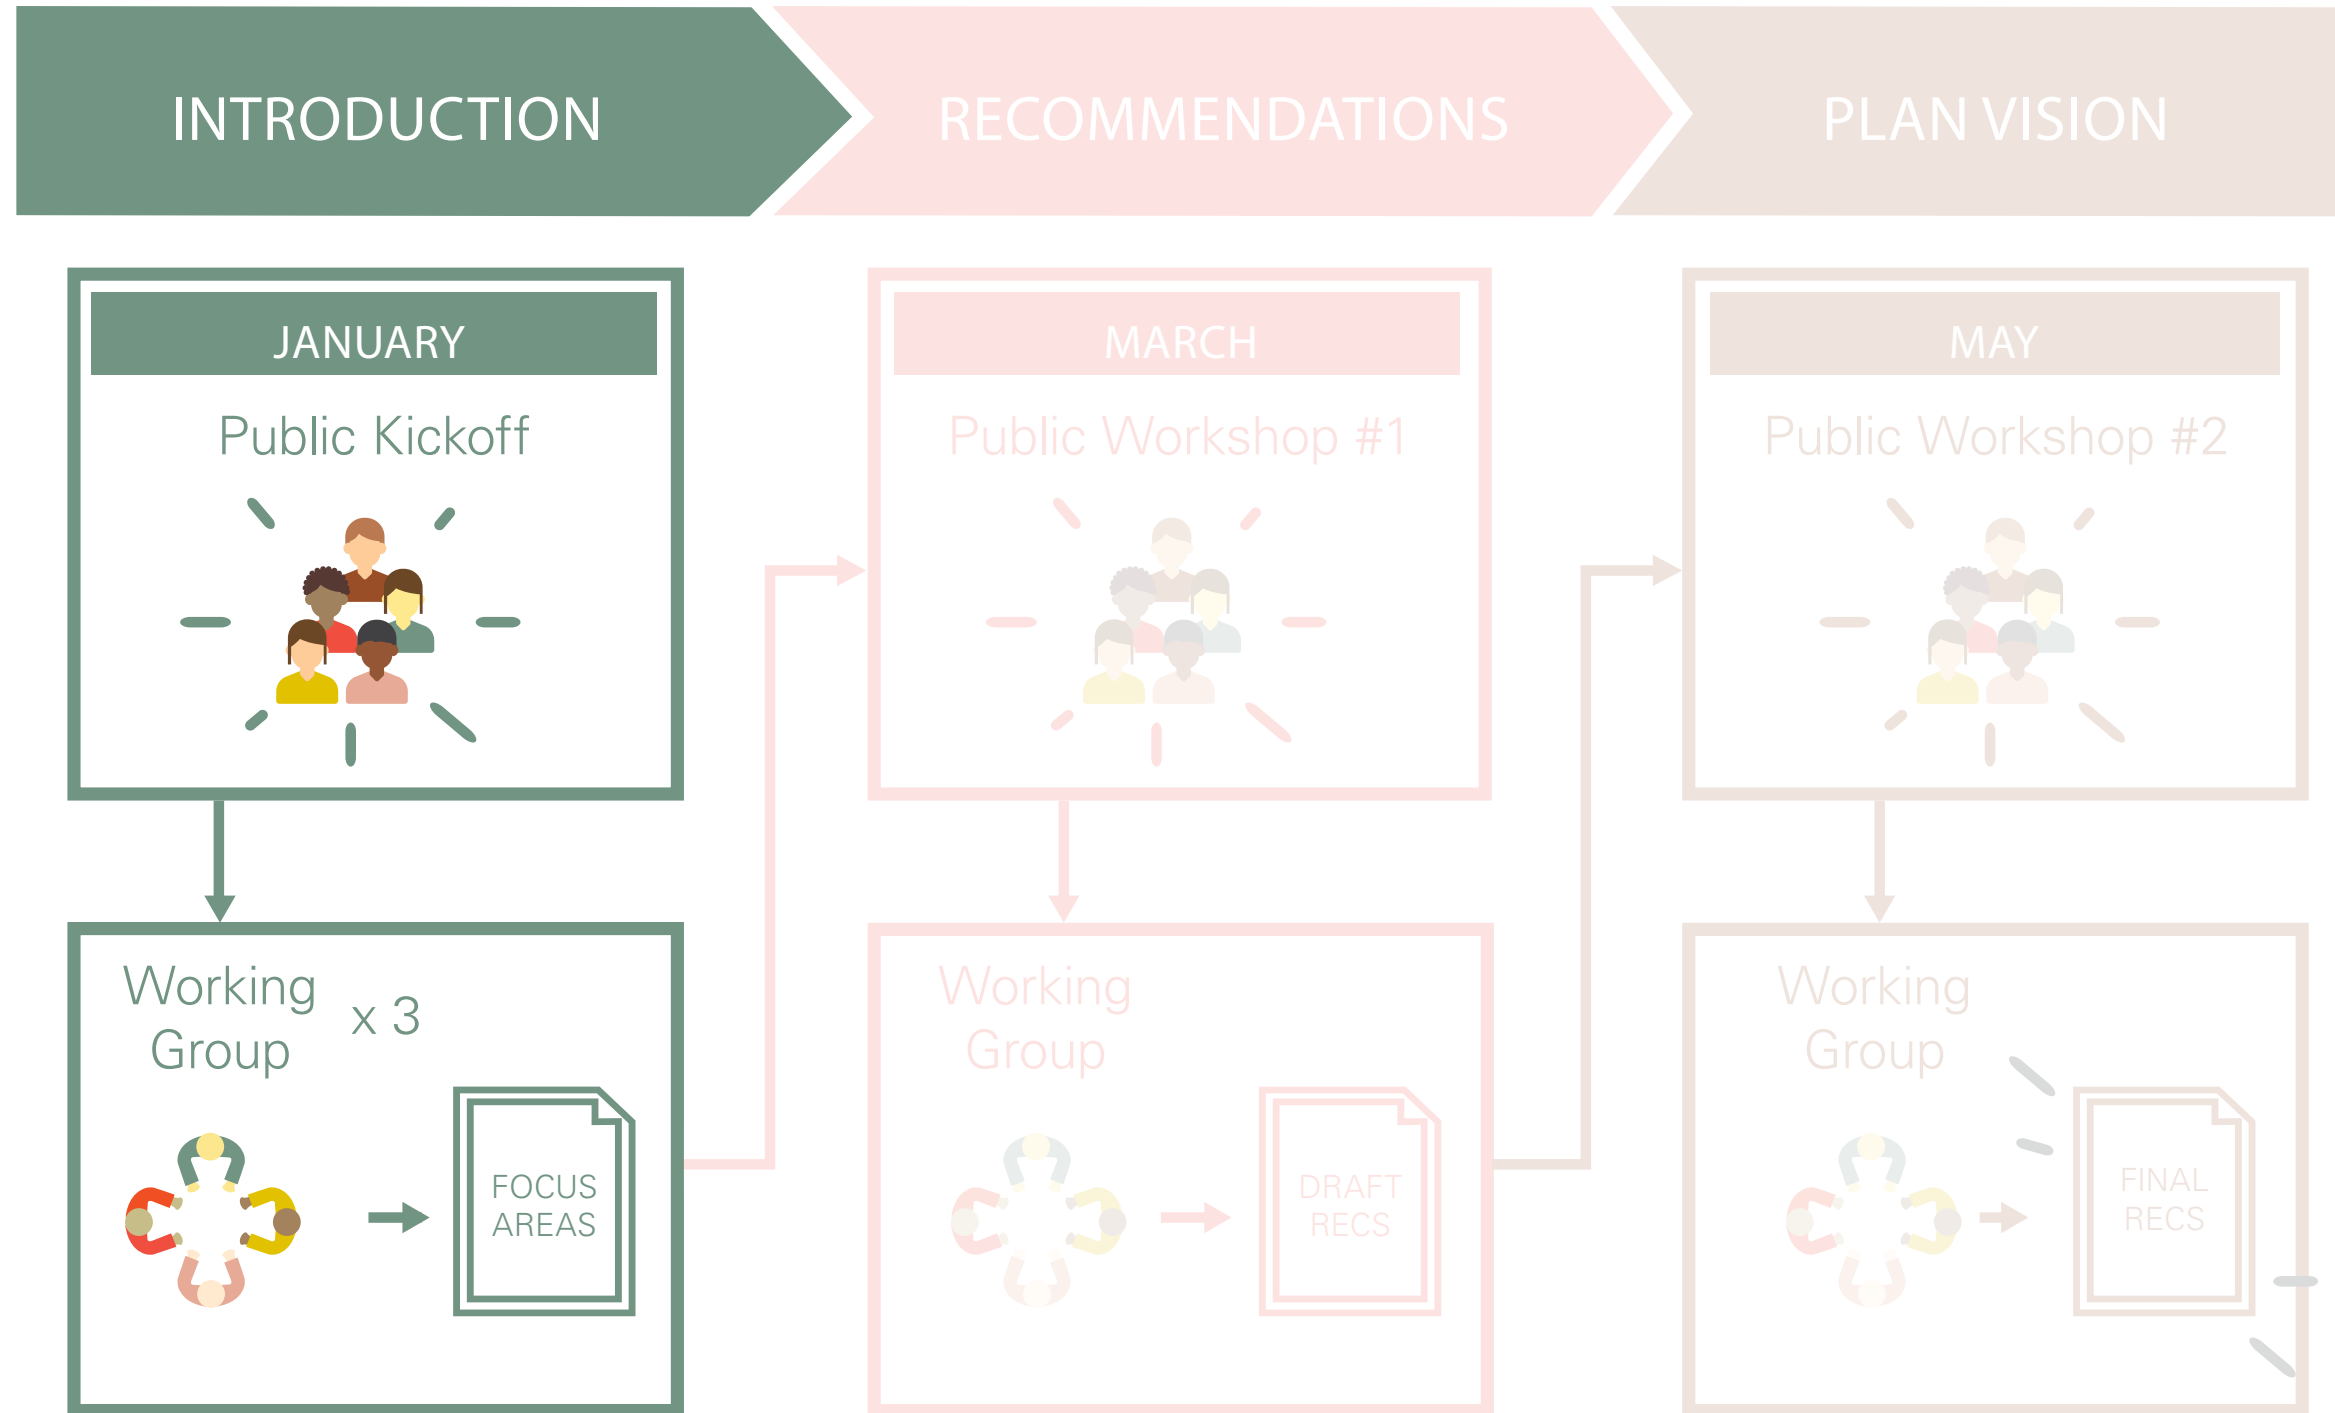 INTRODUCTION
RECOMMENDATIONS
PLAN VISION
JANUARY
Public Kickoff
MARCH
Public Workshop #1
MAY
Public Workshop #2
Working
Group
x 3
FOCUS
AREAS
Working
Group
DRAFT
RECS
Working
Group
FINAL
RECS